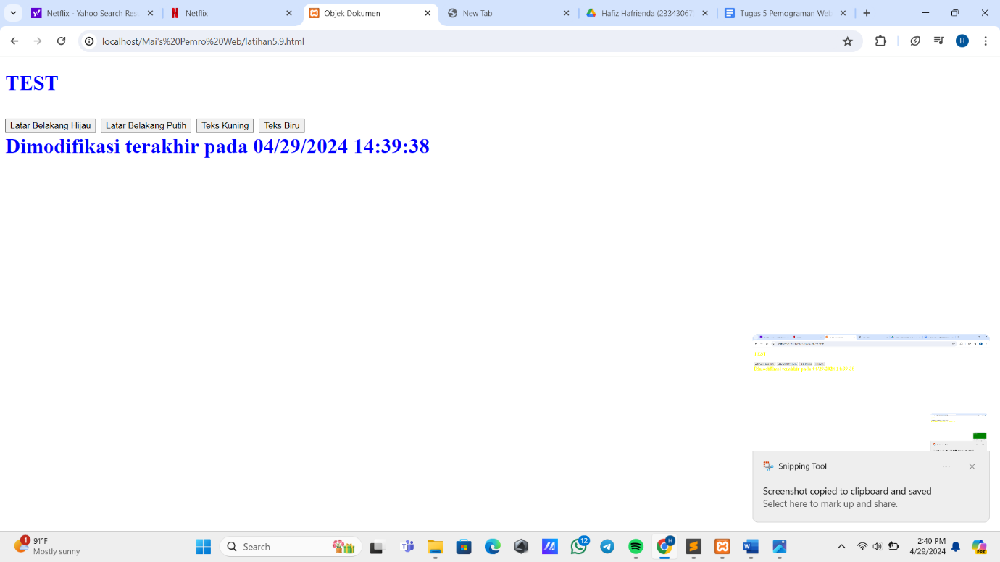 Netflix - Yahoo Search Res
Netflix
Objek Dokumen
New Tab
Hafiz Hafrienda (23343067
Tugas 5 Pemograman Web
localhost/Mai's%20Pemro%20Web/latihan5.9.html
H
TEST
Latar Belakang Hijau
Latar Belakang Putih
Teks Kuning
Teks Biru
Dimodifikasi terakhir pada 04/29/2024 14:39:38
Snipping Tool
Screenshot copied to clipboard and saved
Select here to mark up and share.
1
91°F
Mostly sunny
Search
12
H
2:40 PM
4/29/2024
PRE